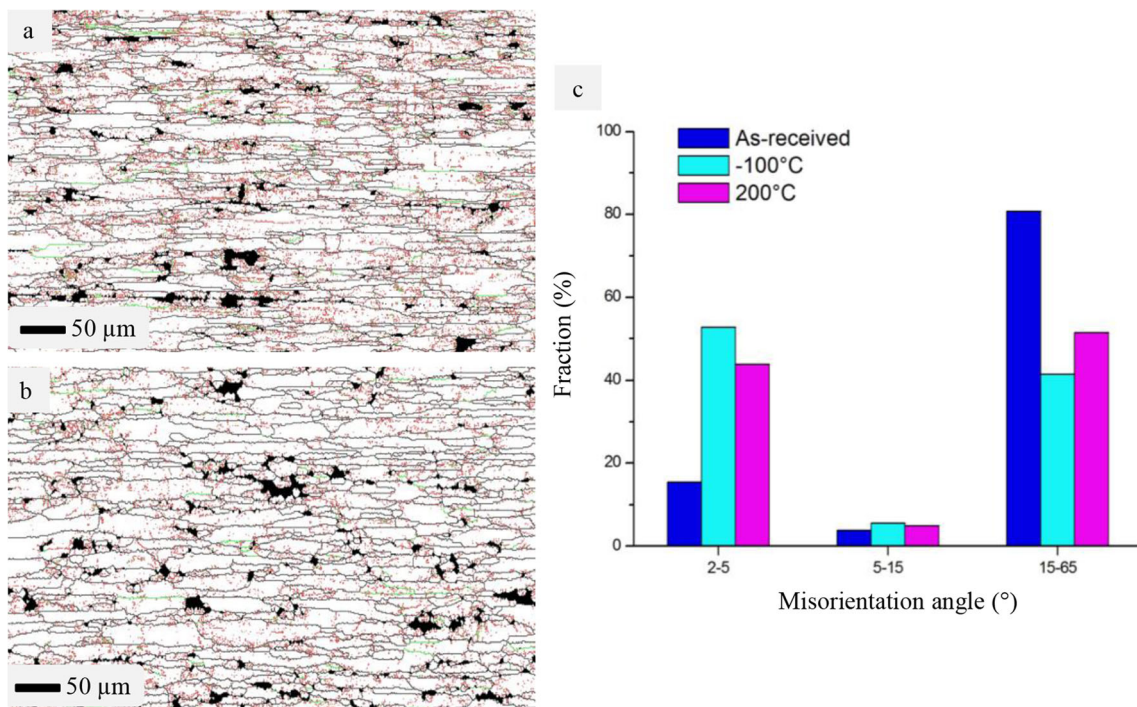 a
50 µm
b
50 µm
c
As-received
-100°C
200°C
100
80
60
40
20
0
Fraction (%)
2-5
5-15
15-65
Misorientation angle (°)